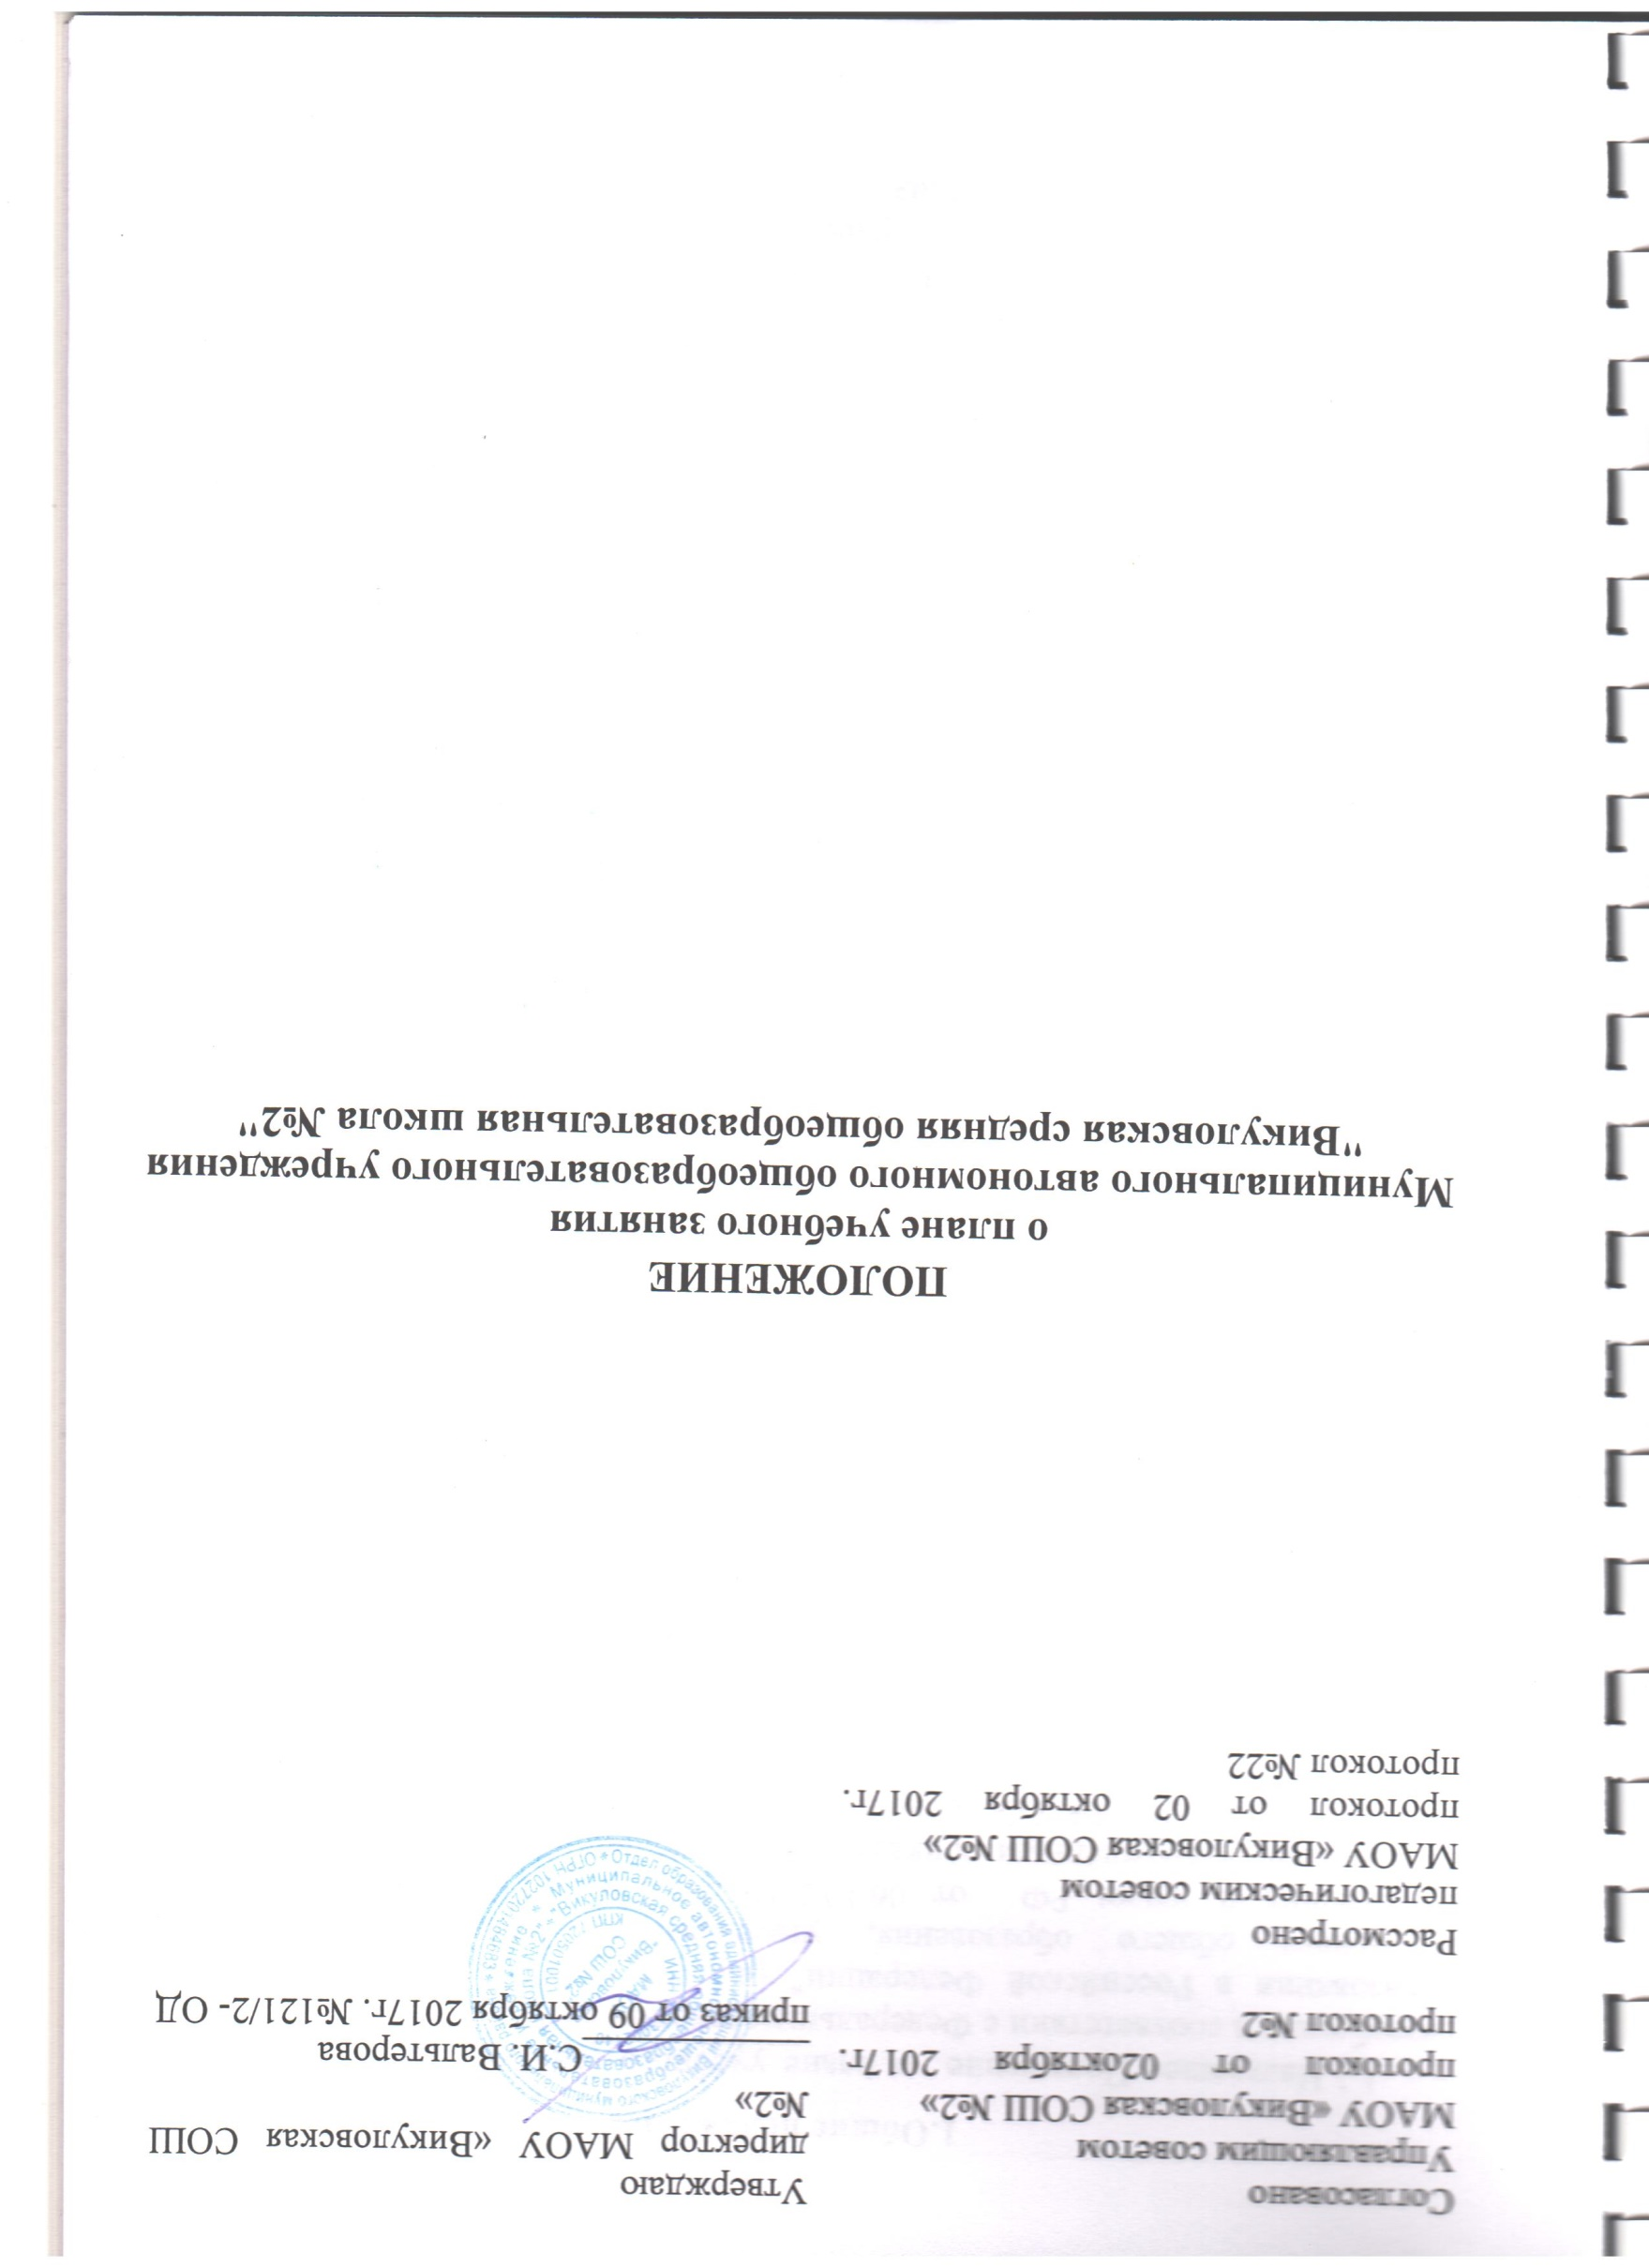 Согласовано
Управляющим советом
МАОУ «Викуловская СОШ №2»
протокол от 02октября 2017г.
протокол №2
Рассмотрено
педагогическим советом
МАОУ «Викуловская СОШ №2»
протокол от 02 октября 2017г.
протокол №22
Утверждаю
директор МАОУ «Викуловская СОШ
№2»
С.И. Вальтерова
приказ от 09 октября 2017г. №121/2- ОД
ПОЛОЖЕНИЕ
о плане учебного занятия
Муниципального автономного общеобразовательного учреждения
"Викуловская средняя общеобразовательная школа №2"